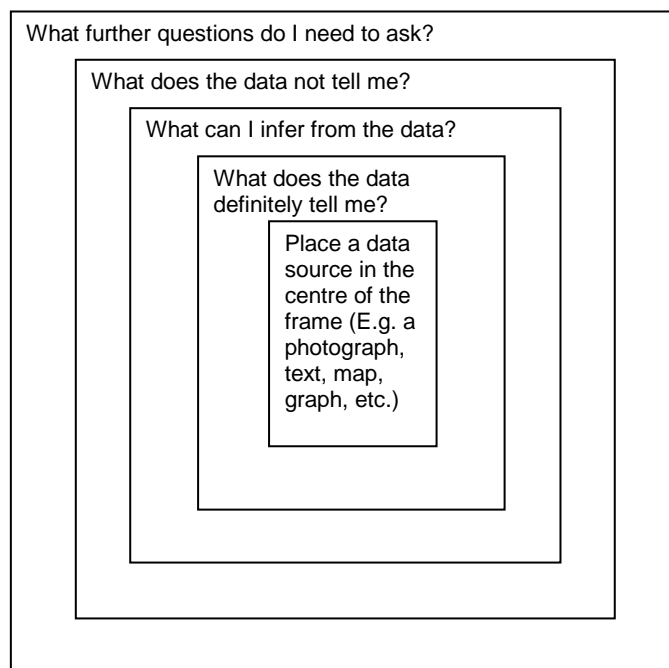 What further questions do I need to ask?
What does the data not tell me?
What can I infer from the data?
What does the data
definitely tell me?
Place a data
source in the
centre of the
frame (E.g. a
photograph,
text, map,
graph, etc.)